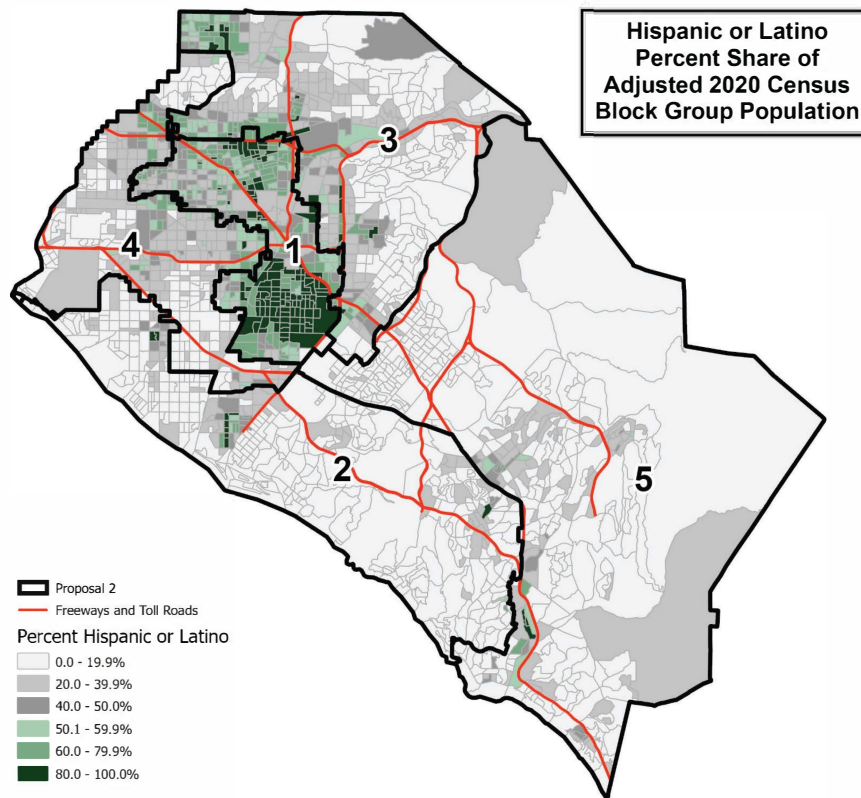 Hispanic or Latino
Percent Share of
Adjusted 2020 Census
Block Group Population
3
4
1
2
5
Proposal 2
Freeways and Toll Roads
Percent Hispanic or Latino
0.0 - 19.9%
20.0 - 39.9%
40.0 - 50.0%
50.1 - 59.9%
60.0 - 79.9%
80.0 - 100.0%